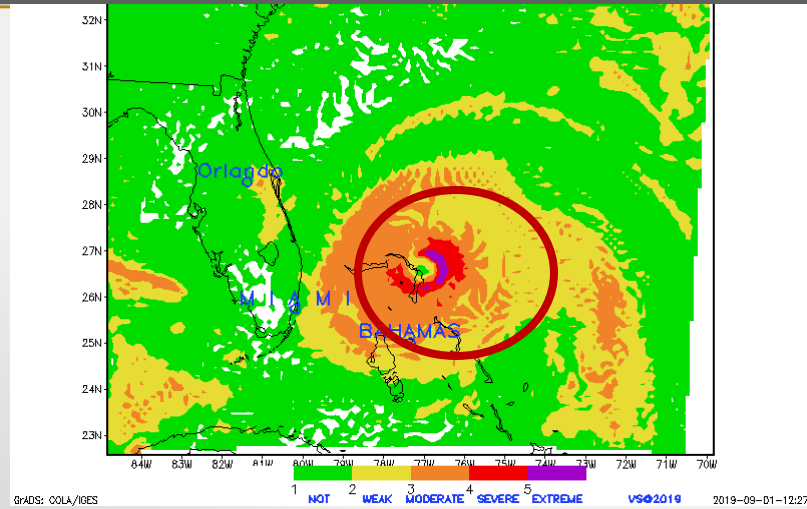 32N
31N
30N
29N
Orlagdo
28N
27N
26N
MIAMI
BAHAMAS
25N
24N
23N
84W 83W 82W 81W 80W 79W 78W 77W 76W 75W 74W 73W 72W 71W 70W
1 2 3 4 5
NOT WEAK MODERATE SEVERE EXTREME VS@2019
GrADS: COLA/IGES 2019-09-01-12:27